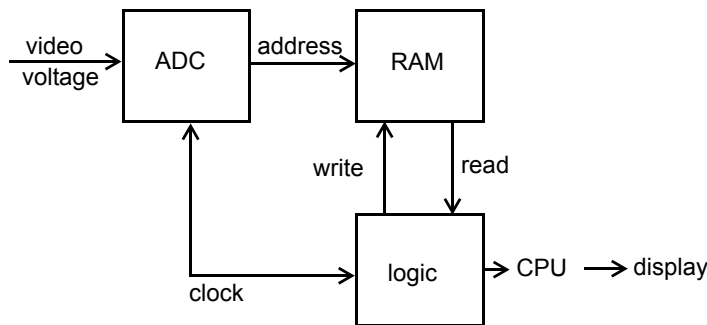 video
voltage
ADC
address
RAM
write
read
clock
logic
CPU
display